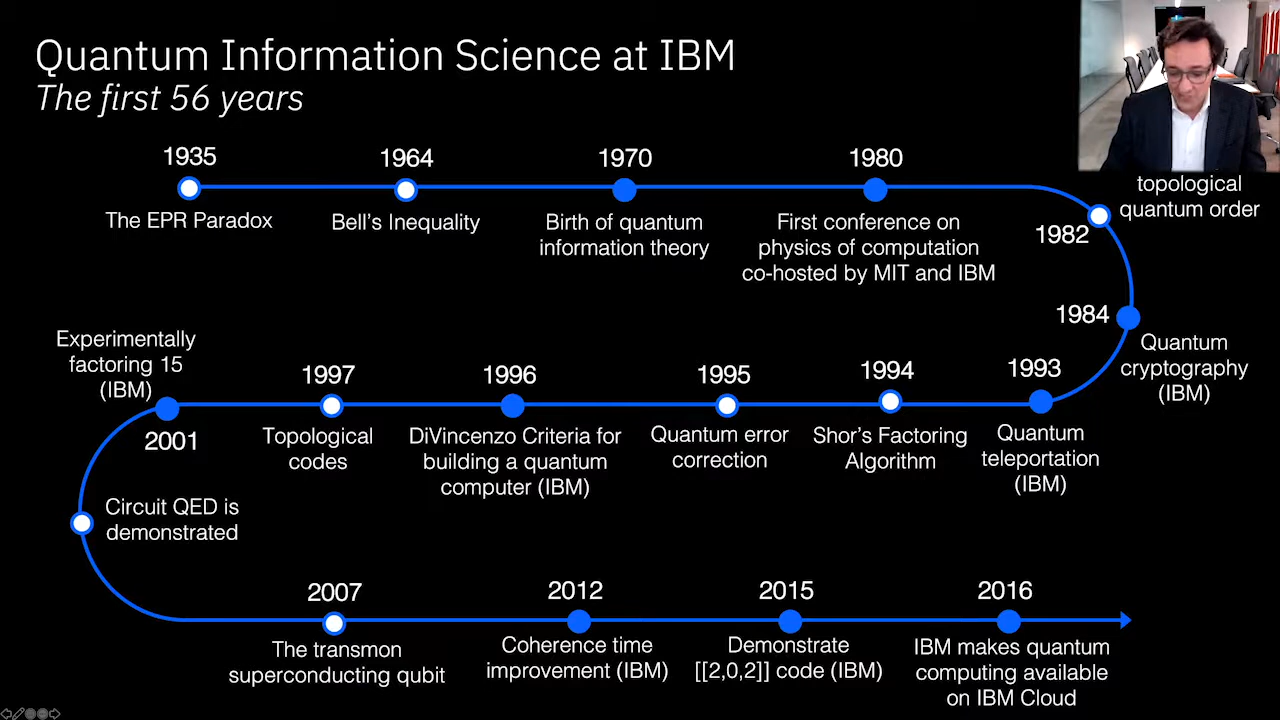 Quantum Information Science at IBM
The first 56 years
1935
The EPR Paradox
1964
Bell's Inequality
1970
Birth of quantum
information theory
1980
First conference on
physics of computation
co-hosted by MIT and IBM
topological
quantum order
1982
1984
Quantum
cryptography
(IBM)
1993
Quantum
teleportation
(IBM)
1994
Shor's Factoring
Algorithm
1995
Quantum error
correction
1996
DiVincenzo Criteria for
building a quantum
computer (IBM)
1997
Topological
codes
Experimentally
factoring 15
(IBM)
2001
Circuit QED is
demonstrated
2007
The transmon
superconducting qubit
2012
Coherence time
improvement (IBM)
2015
Demonstrate
[[2,0,2]] code (IBM)
2016
IBM makes quantum
computing available
on IBM Cloud